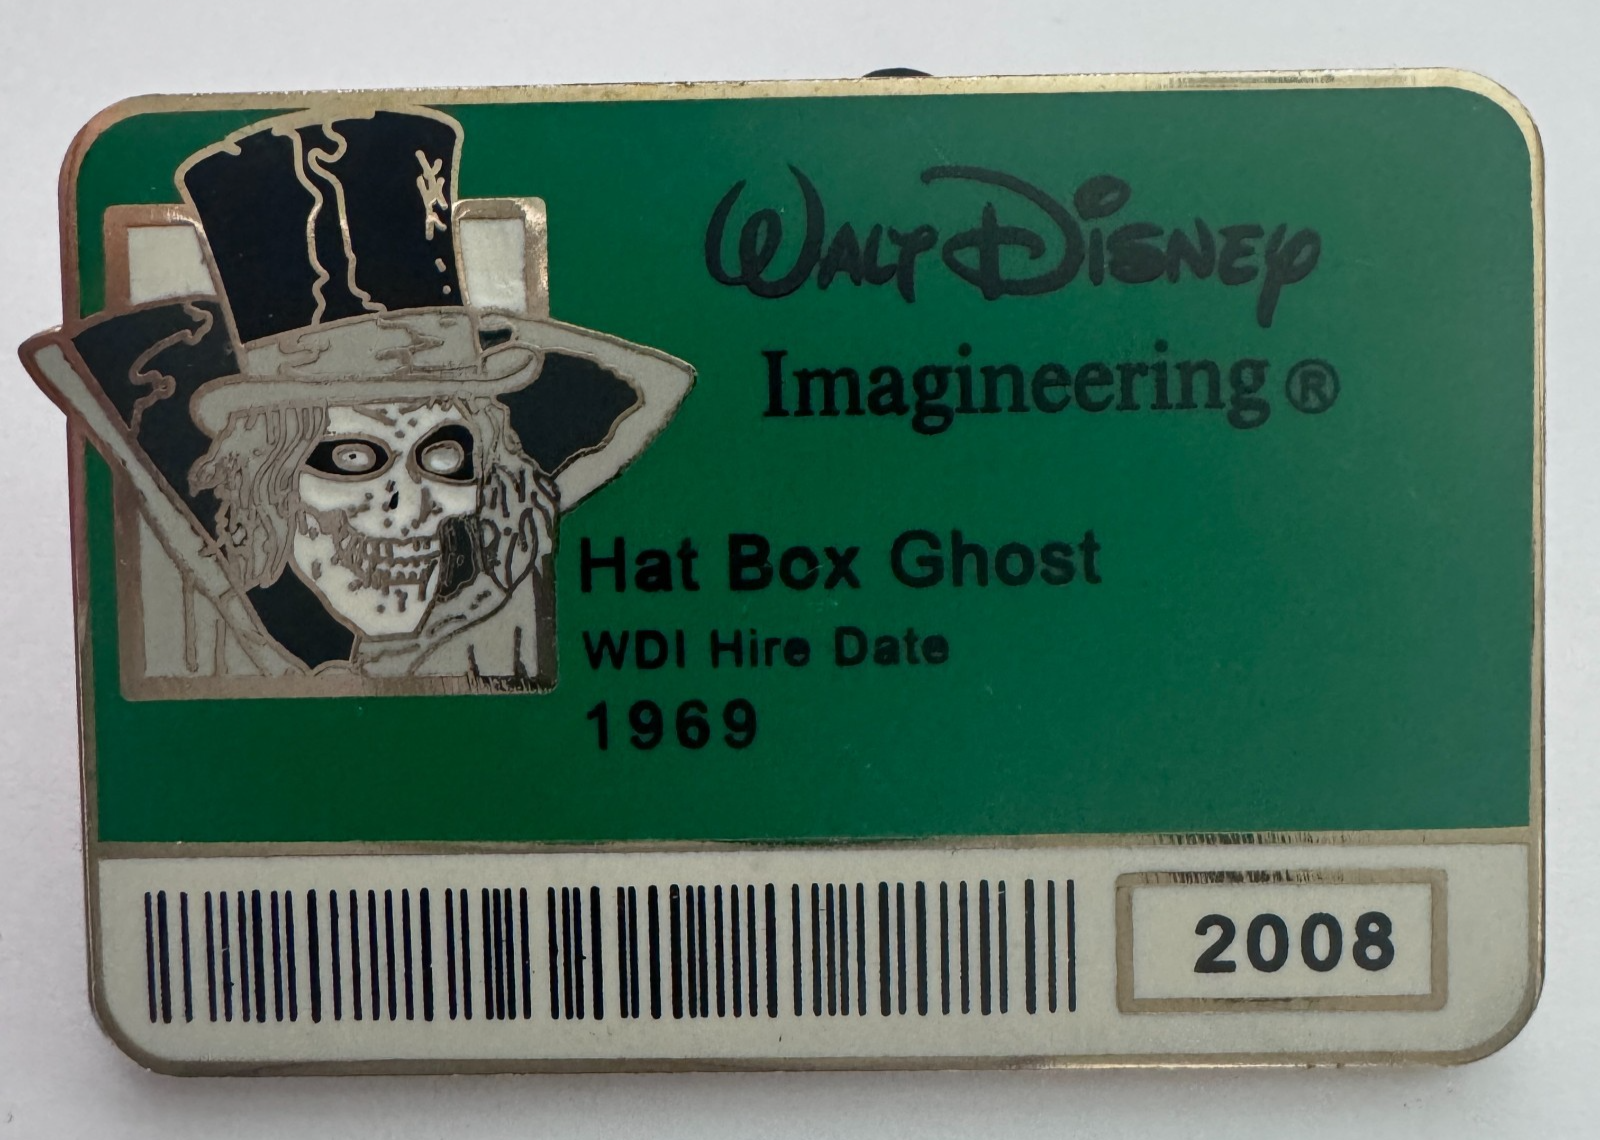 WALT DISNEY
Imagineering ®
Hat Box Ghost
WDI Hire Date
1969
2008